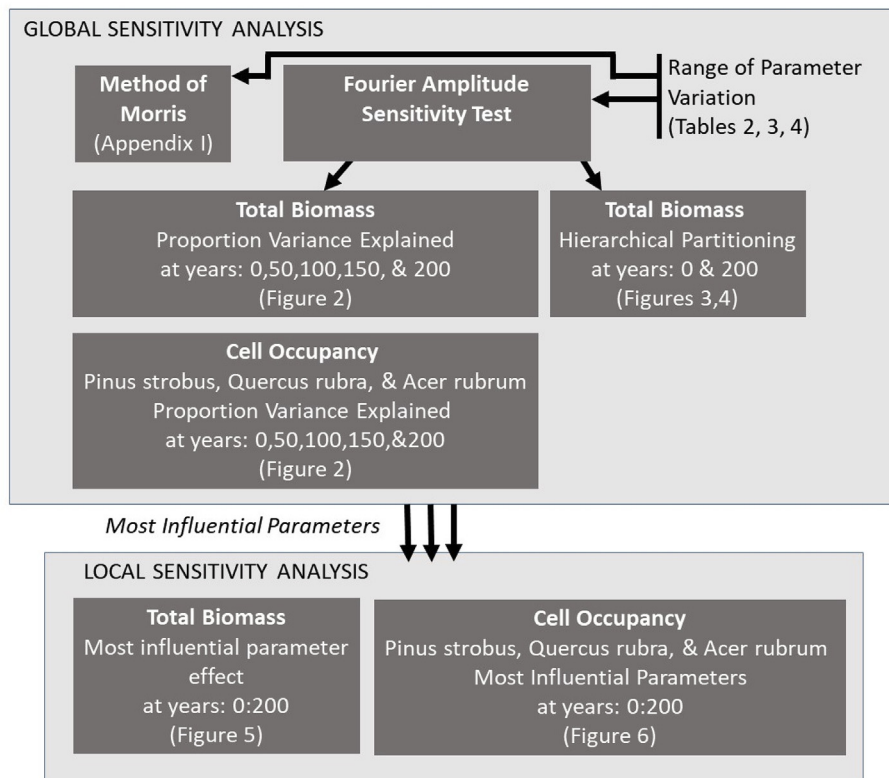 GLOBAL SENSITIVITY ANALYSIS
Method of
Morris
(Appendix I)
Fourier Amplitude
Sensitivity Test
Range of Parameter
Variation
(Tables 2, 3, 4)
Total Biomass
Proportion Variance Explained
at years: 0,50,100,150, & 200
(Figure 2)
Total Biomass
Hierarchical Partitioning
at years: 0 & 200
(Figures 3,4)
Cell Occupancy
Pinus strobus, Quercus rubra, & Acer rubrum
Proportion Variance Explained
at years: 0,50,100,150,&200
(Figure 2)
Most Influential Parameters
LOCAL SENSITIVITY ANALYSIS
Total Biomass
Most influential parameter
effect
at years: 0:200
(Figure 5)
Cell Occupancy
Pinus strobus, Quercus rubra, & Acer rubrum
Most Influential Parameters
at years: 0:200
(Figure 6)